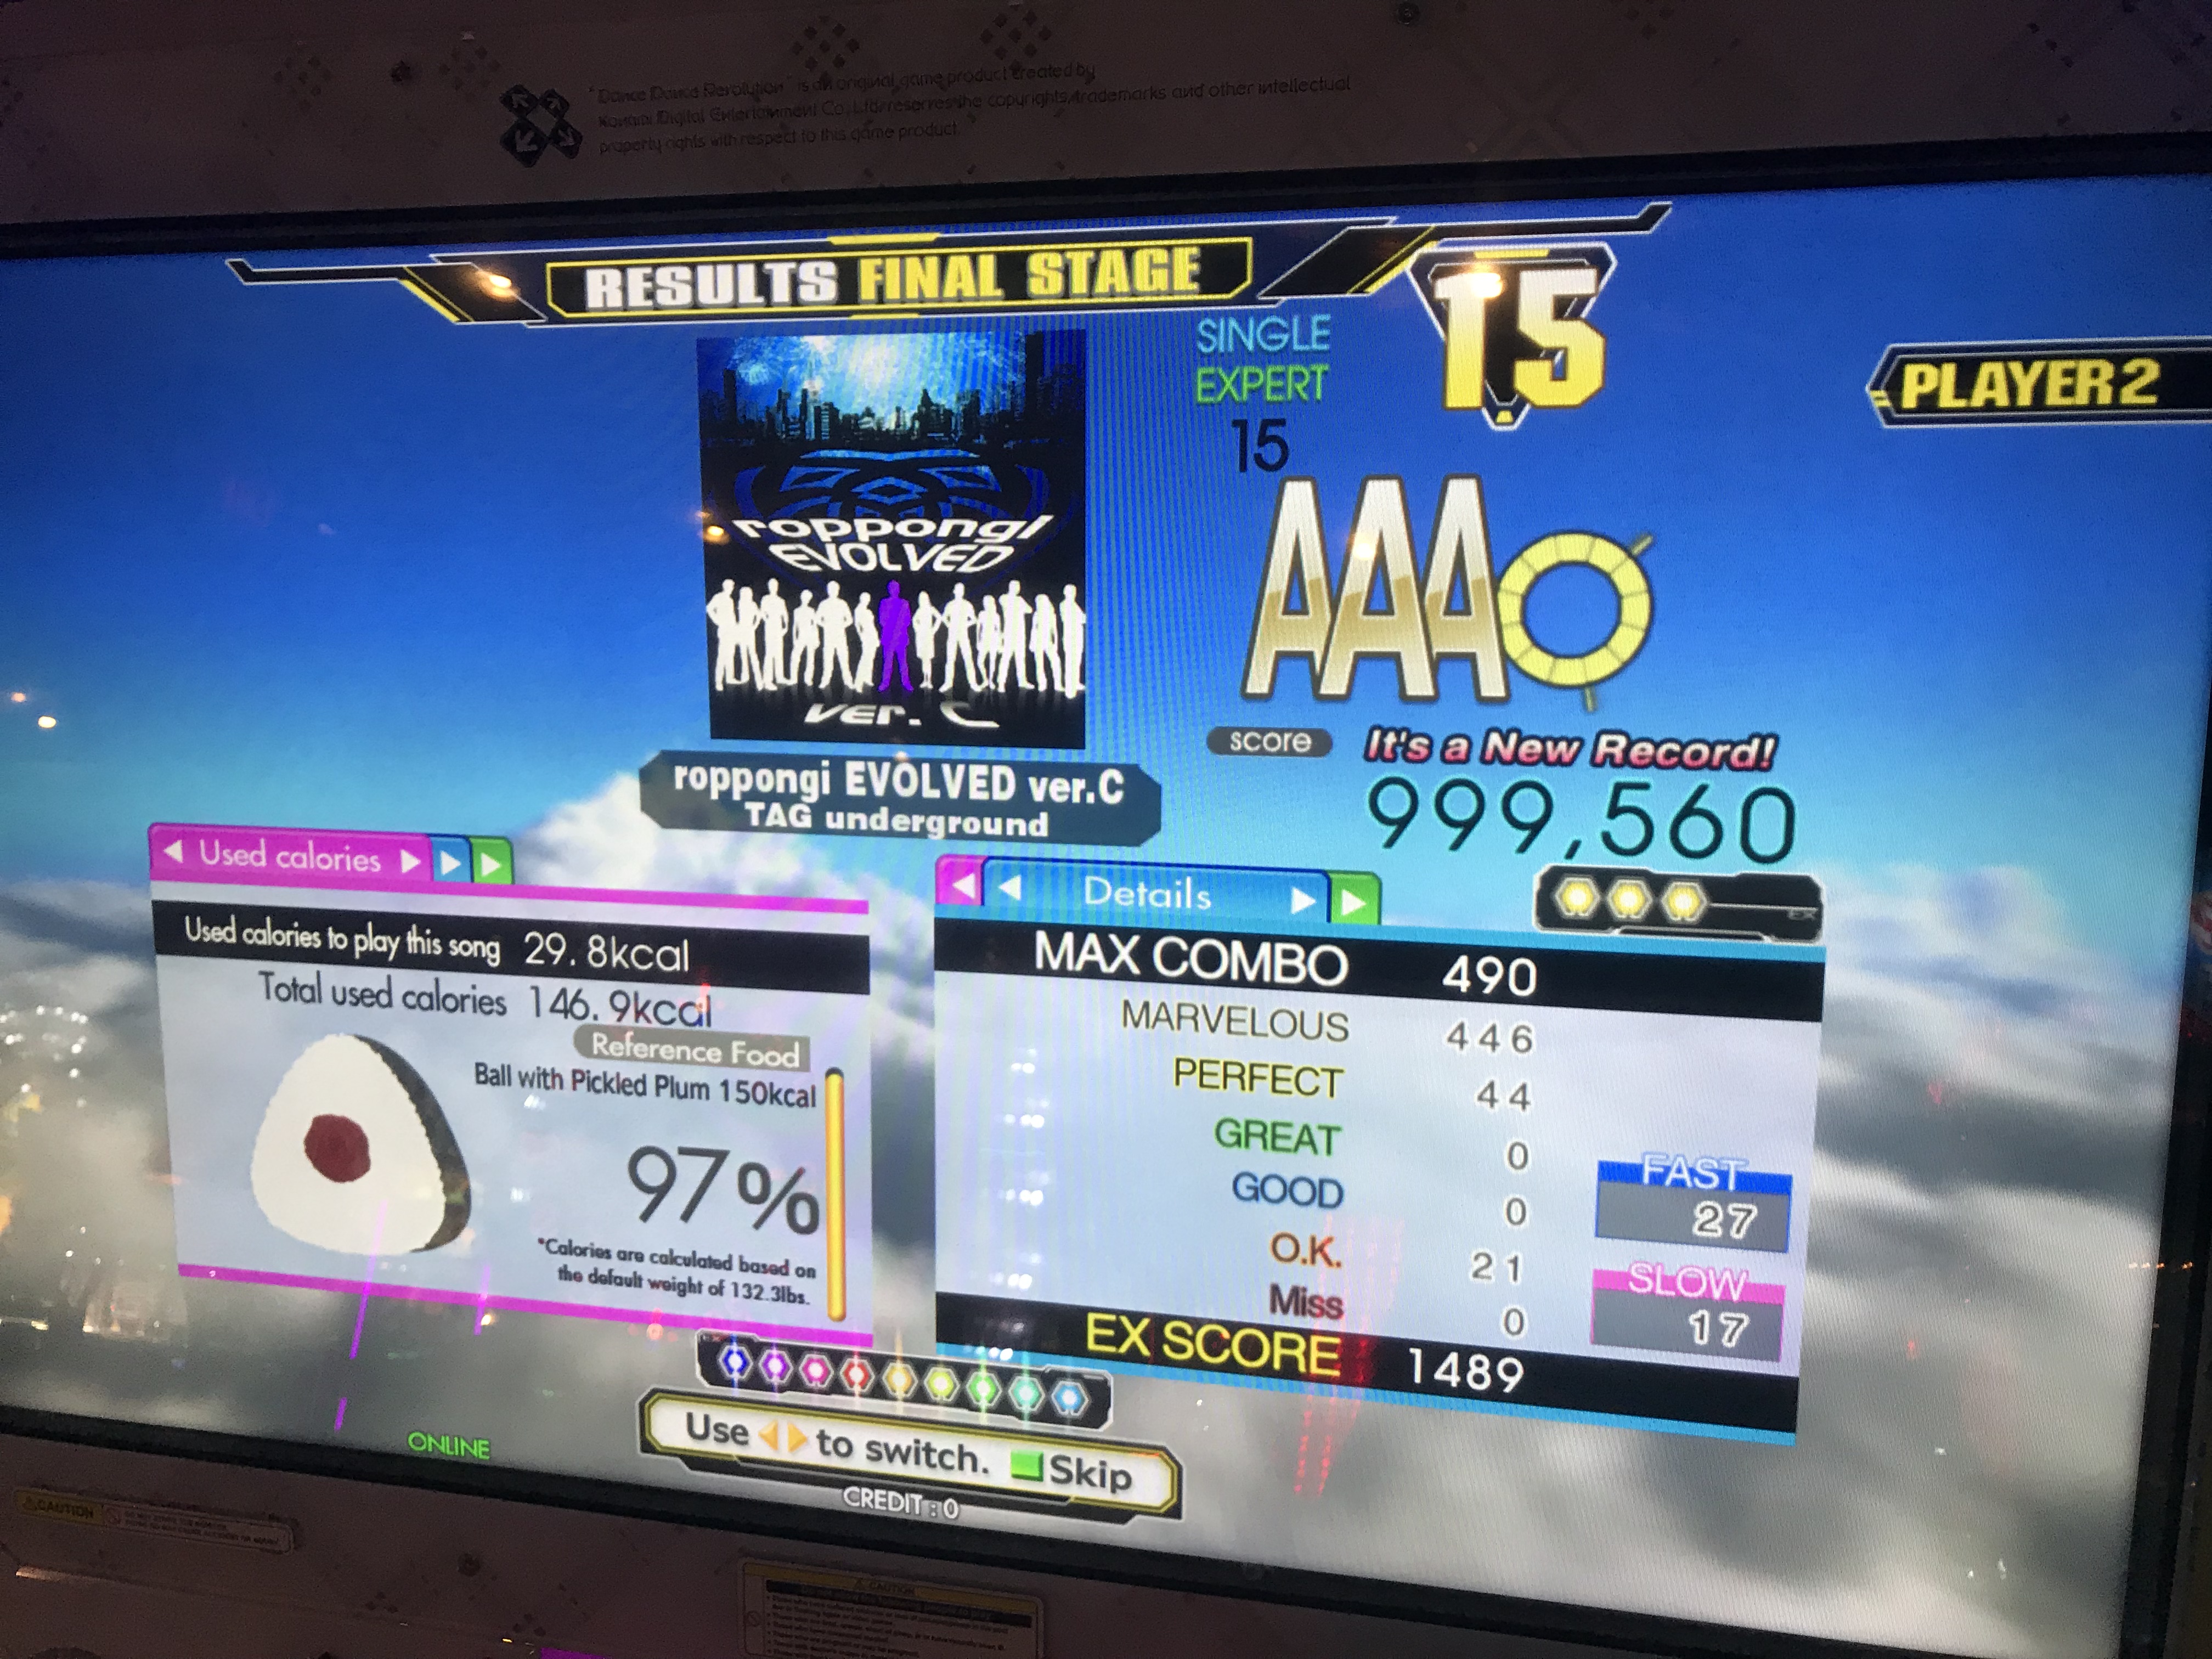 "Dance Dance Revolution" is an original game product created by
Konami Digital Entertainment Co., Ltd. reserves the copyrights, trademarks and other intellectual
property rights with respect to this game product.
RESULTS FINAL STAGE
15
SINGLE
EXPERT
15
PLAYER2
roppongi
EVOLVED
ver. C
AAA
score
It's a New Record!
999,560
roppongi EVOLVED ver.C
TAG underground
Used calories
Used calories to play this song 29.8kcal
Total used calories 146.9kcal
Reference Food
Ball with Pickled Plum 150kcal
97%
*Calories are calculated based on
the default weight of 132.3lbs.
Details
EX
MAX COMBO 490
MARVELOUS 446
PERFECT 44
GREAT 0
GOOD 0
O.K. 21
Miss 0
EX SCORE 1489
FAST
27
SLOW
17
EX
Use to switch. Skip
ONLINE
CREDIT : 0
CAUTION
CAUTION